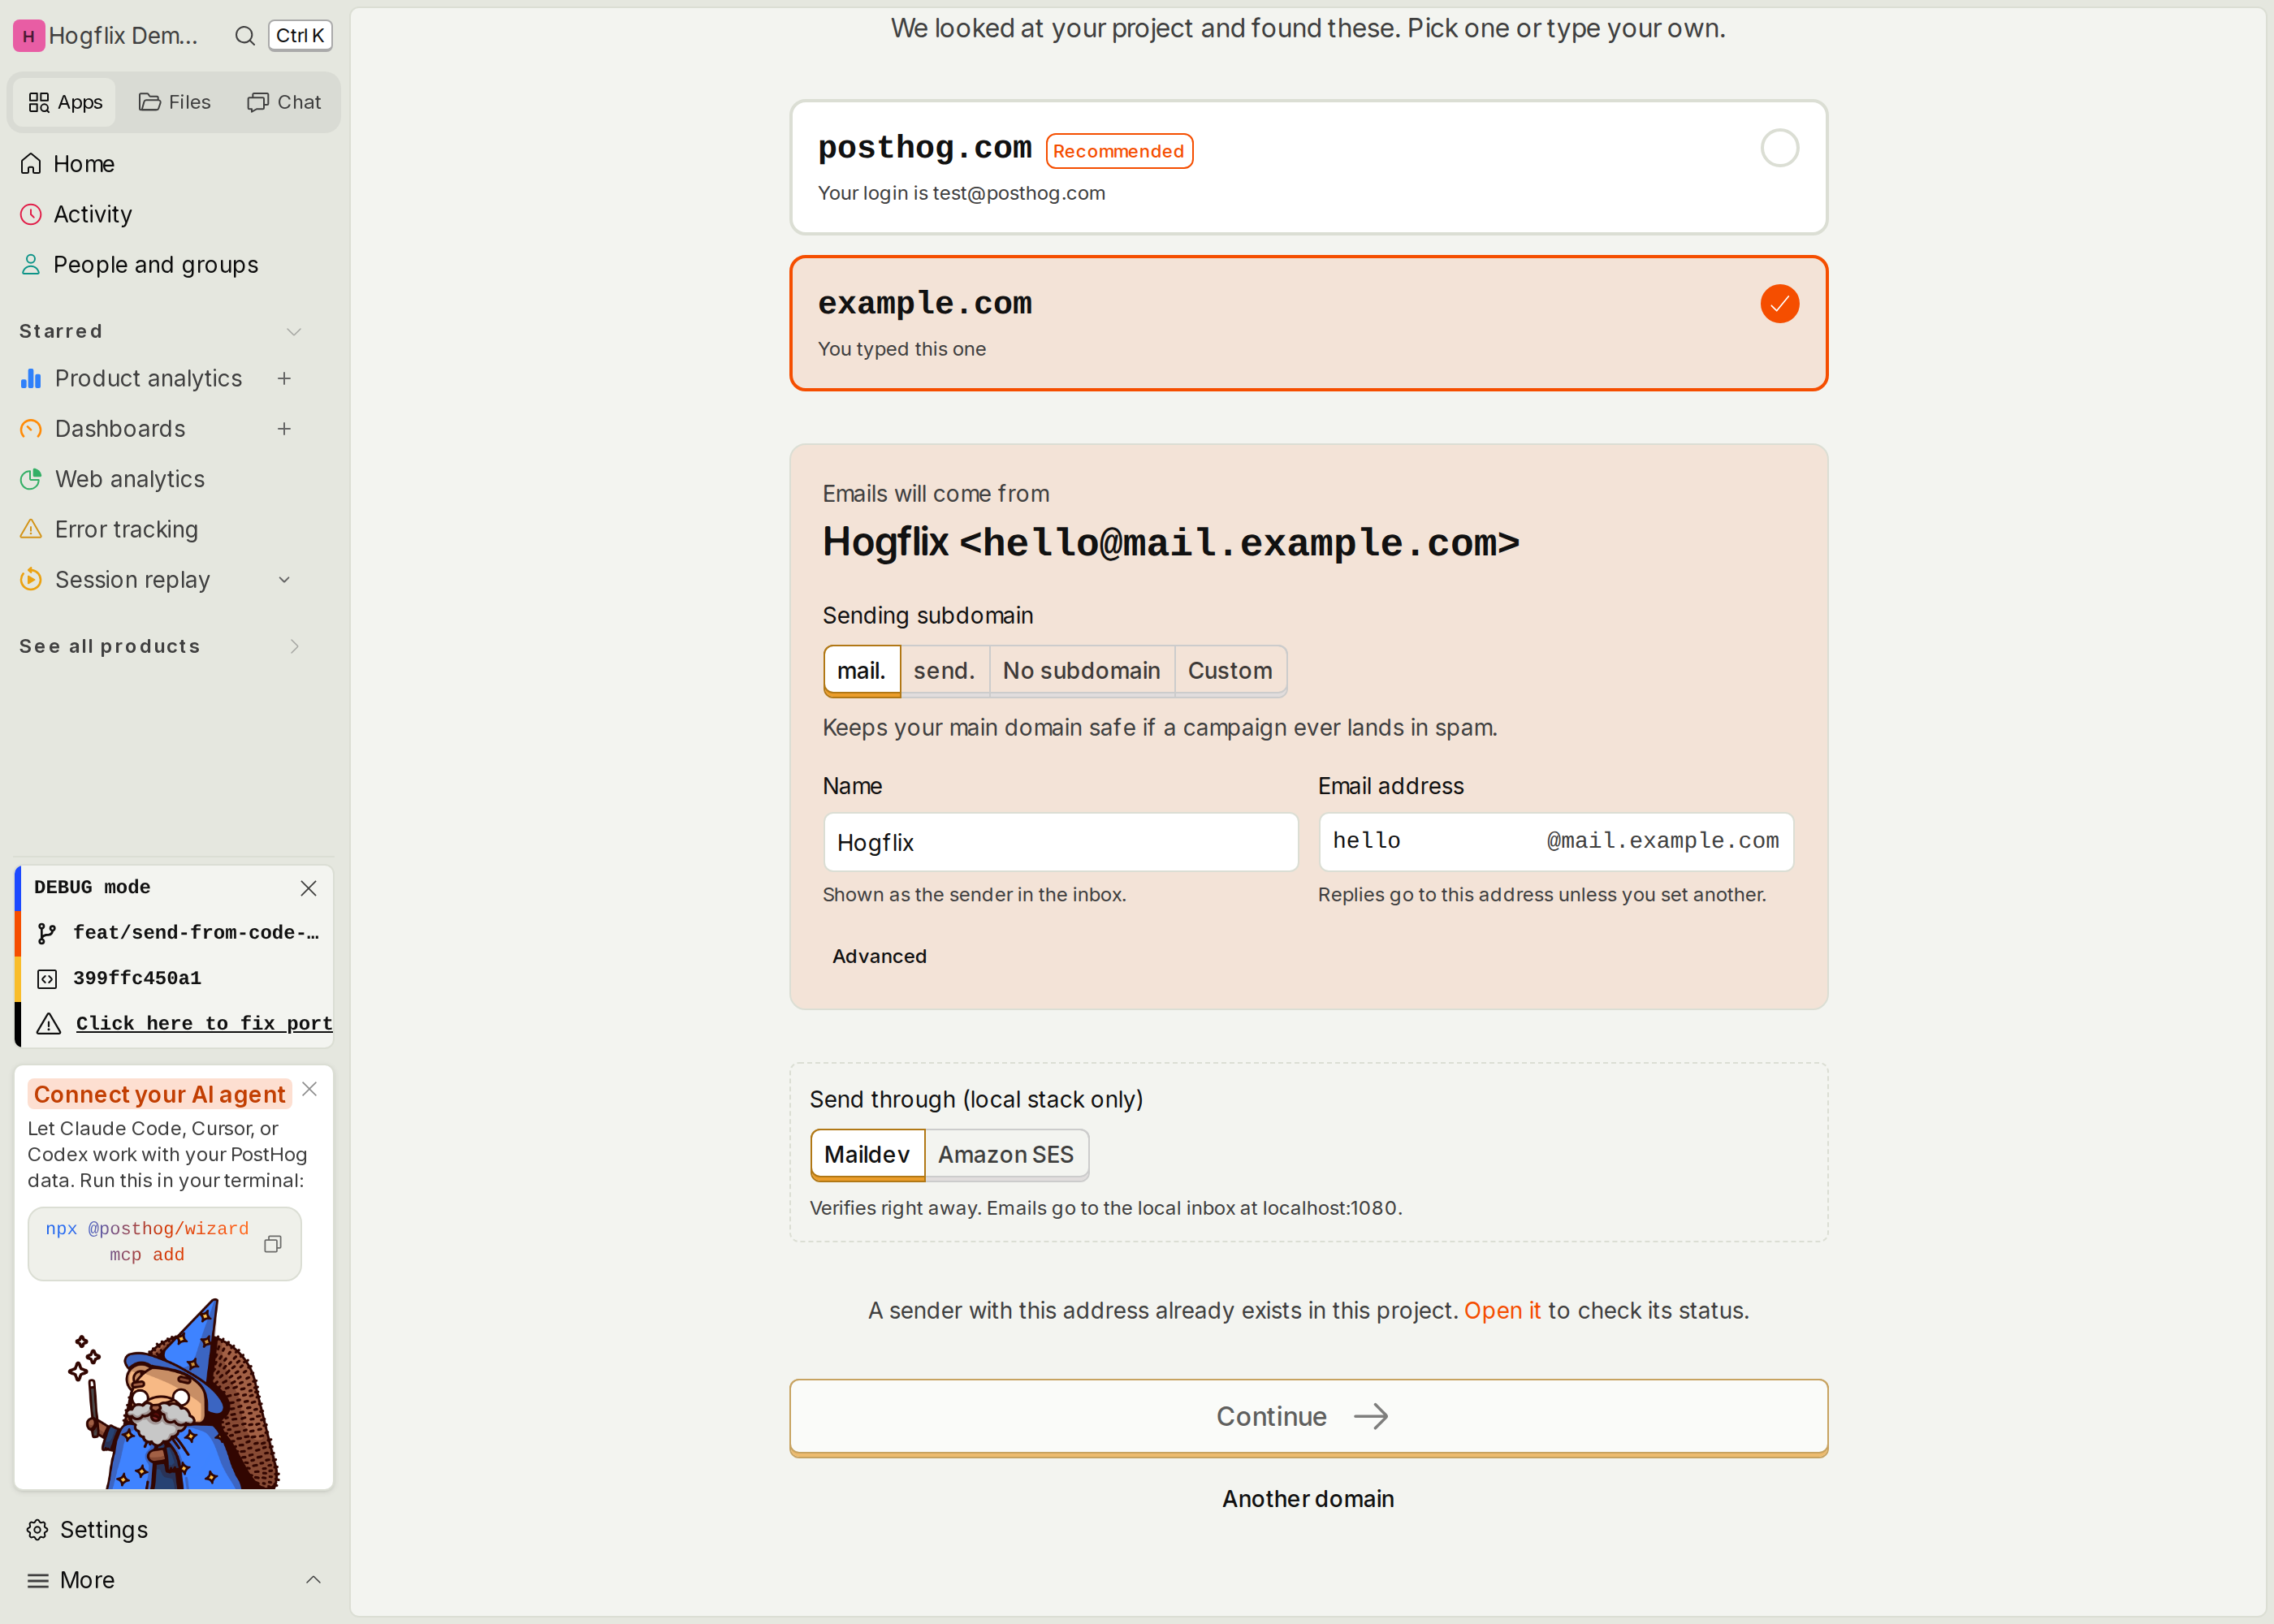 H Hogflix Dem... Ctrl K
Apps Files Chat
Home
Activity
People and groups
Starred
Product analytics
Dashboards
Web analytics
Error tracking
Session replay
See all products
DEBUG mode
feat/send-from-code-…
399ffc450a1
Click here to fix port
Connect your AI agent
Let Claude Code, Cursor, or
Codex work with your PostHog
data. Run this in your terminal:
npx @posthog/wizard
mcp add
Settings
More
We looked at your project and found these. Pick one or type your own.
posthog.com Recommended
Your login is test@posthog.com
example.com
You typed this one
Emails will come from
Hogflix <hello@mail.example.com>
Sending subdomain
mail. send. No subdomain Custom
Keeps your main domain safe if a campaign ever lands in spam.
Name Email address
Hogflix hello @mail.example.com
Shown as the sender in the inbox. Replies go to this address unless you set another.
Advanced
Send through (local stack only)
Maildev Amazon SES
Verifies right away. Emails go to the local inbox at localhost:1080.
A sender with this address already exists in this project. Open it to check its status.
Continue
Another domain